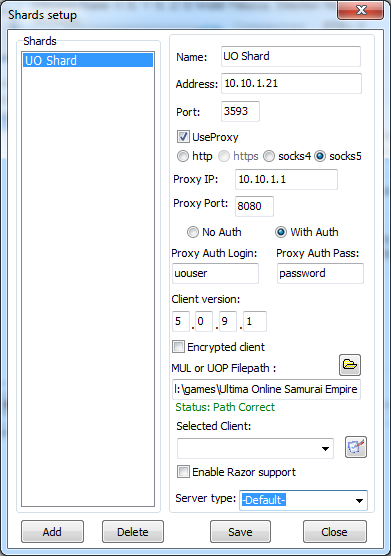 Shards setup
Shards
UO Shard
Name: UO Shard
Address: 10.10.1.21
Port: 3593
UseProxy
http https socks4 socks5
Proxy IP: 10.10.1.1
Proxy Port: 8080
No Auth With Auth
Proxy Auth Login: Proxy Auth Pass:
uouser password
Client version:
5 . 0 . 9 . 1
Encrypted client
MUL or UOP Filepath :
I:\games\Ultima Online Samurai Empire
Status: Path Correct
Selected Client:
Enable Razor support
Server type: -Default-
Add Delete Save Close